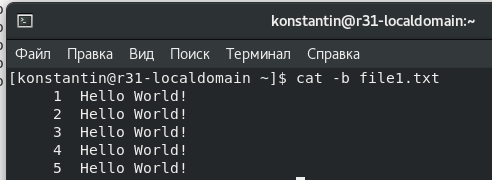 konstantin@r31-localdomain:~
Файл Правка Вид Поиск Терминал Справка
[konstantin@r31-localdomain ~]$ cat -b file1.txt
     1  Hello World!
     2  Hello World!
     3  Hello World!
     4  Hello World!
     5  Hello World!